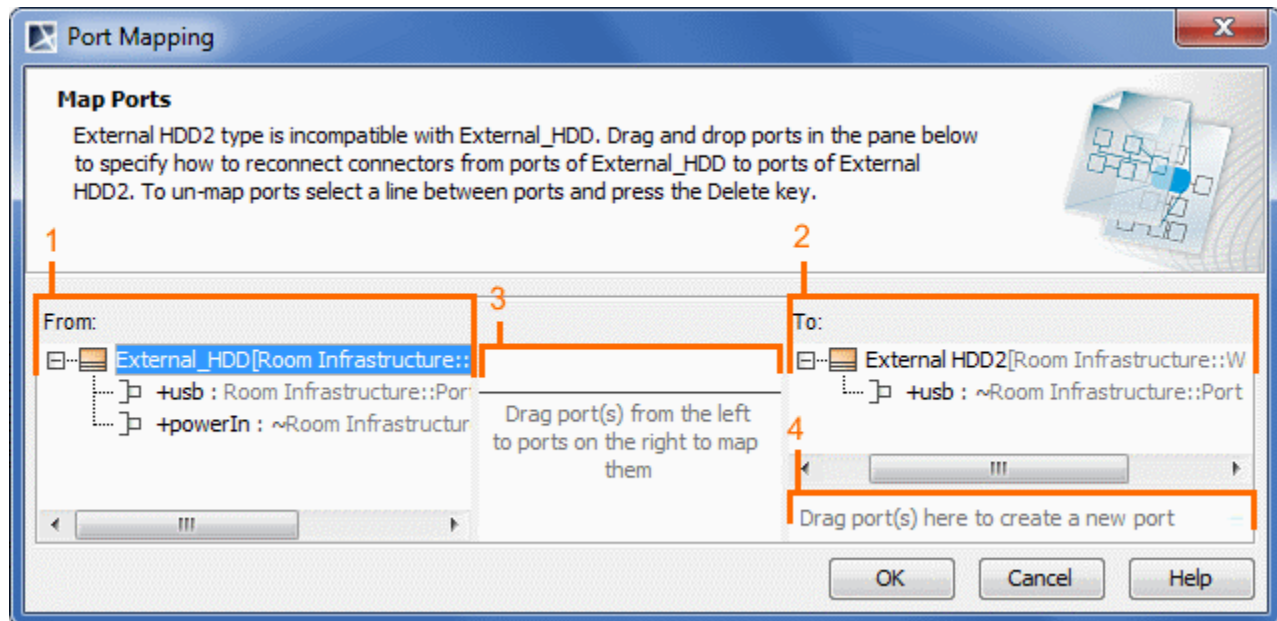 Port Mapping
Map Ports
External HDD2 type is incompatible with External_HDD. Drag and drop ports in the pane below
to specify how to reconnect connectors from ports of External_HDD to ports of External
HDD2. To un-map ports select a line between ports and press the Delete key.
1
2
3
From:
To:
External_HDD[Room Infrastructure::
External HDD2[Room Infrastructure::W
+usb : Room Infrastructure::Por
+usb : ~Room Infrastructure::Port
+powerIn : ~Room Infrastructur
Drag port(s) from the left
to ports on the right to map
them
4
Drag port(s) here to create a new port
OK
Cancel
Help